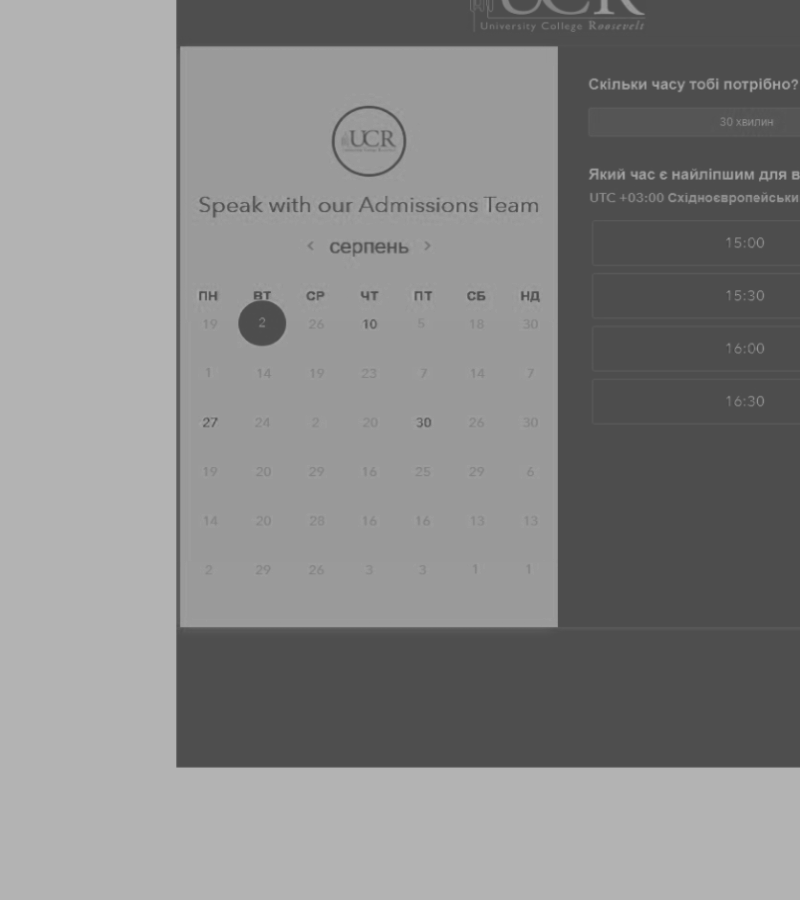 UCR
University College Roosevelt
UCR
Speak with our Admissions Team
‹ серпень ›
ПН ВТ СР ЧТ ПТ СБ НД
19 2 26 10 5 18 30
1 14 19 23 7 14 7
27 24 2 20 30 26 30
19 20 29 16 25 29 6
14 20 28 16 16 13 13
2 29 26 3 3 1 1
Скільки часу тобі потрібно?
30 хвилин
Який час є найліпшим для в
UTC +03:00 Східноєвропейськи
15:00
15:30
16:00
16:30